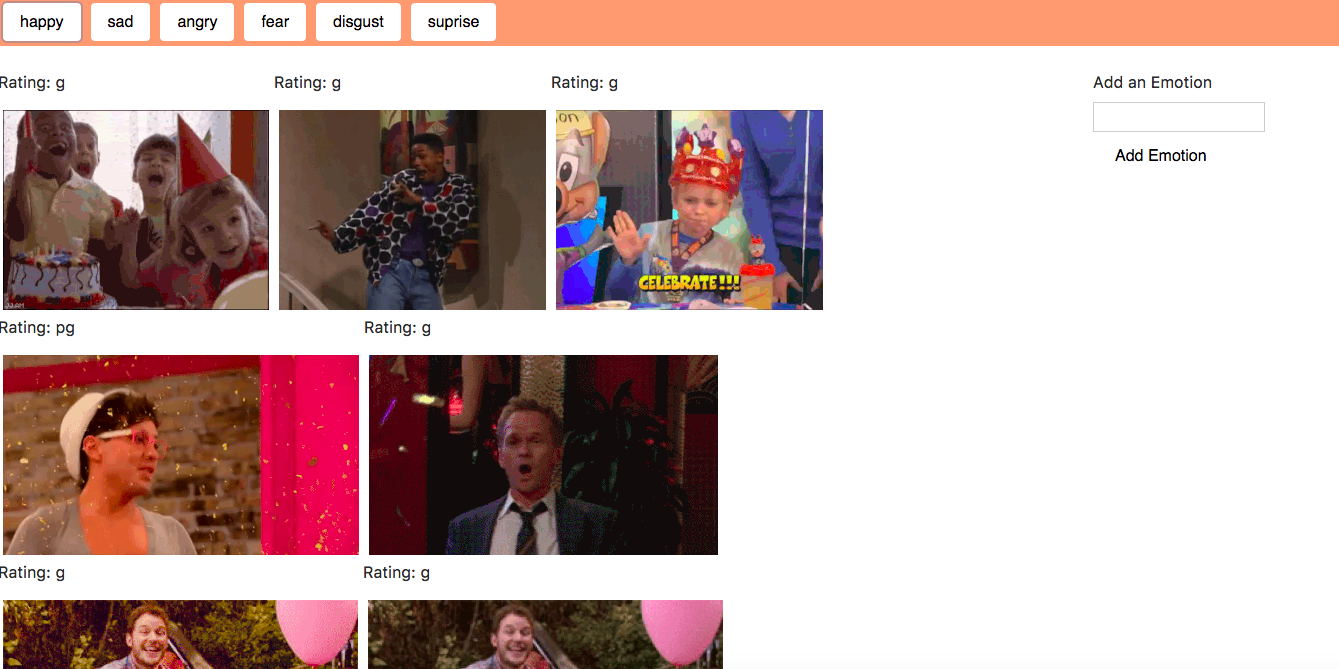 happy sad angry fear disgust suprise
Rating: g Rating: g Rating: g Add an Emotion
Add Emotion
CELEBRATE!!!
Rating: pg Rating: g
Rating: g Rating: g